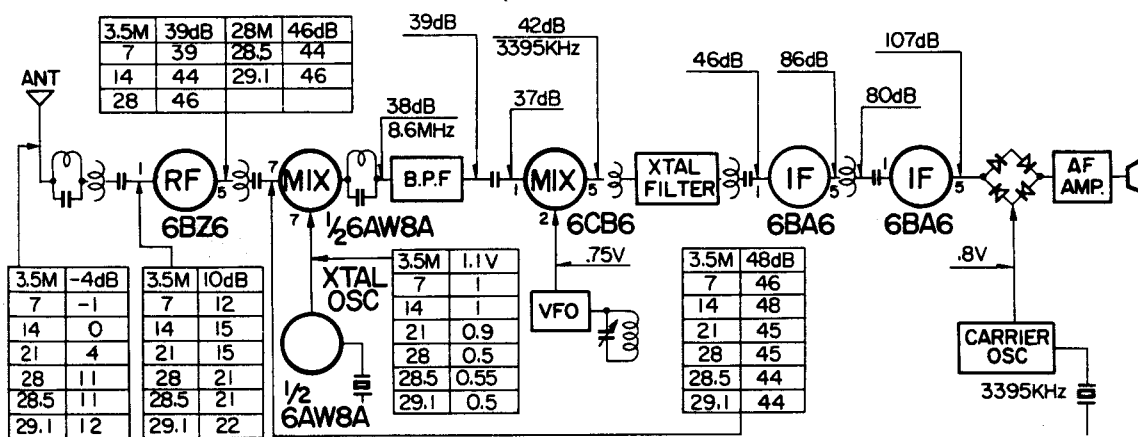 3.5M 39dB 28M 46dB
7 39 28.5 44
14 44 29.1 46
28 46
39dB
42dB
3395KHz
107dB
46dB
86dB
80dB
ANT
38dB
8.6MHz
37dB
1
RF
5
6BZ6
7
MIX
7
1/2 6AW8A
B.P.F
1
MIX
5
2
6CB6
XTAL
FILTER
1
IF
5
6BA6
1
IF
5
6BA6
AF
AMP.
3.5M -4dB
7 -1
14 0
21 4
28 11
28.5 11
29.1 12
3.5M 10dB
7 12
14 15
21 15
28 21
28.5 21
29.1 22
XTAL
OSC
1/2
6AW8A
3.5M 1.1V
7 1
14 1
21 0.9
28 0.5
28.5 0.55
29.1 0.5
.75V
VFO
3.5M 48dB
7 46
14 48
21 45
28 45
28.5 44
29.1 44
.8V
CARRIER
OSC
3395KHz